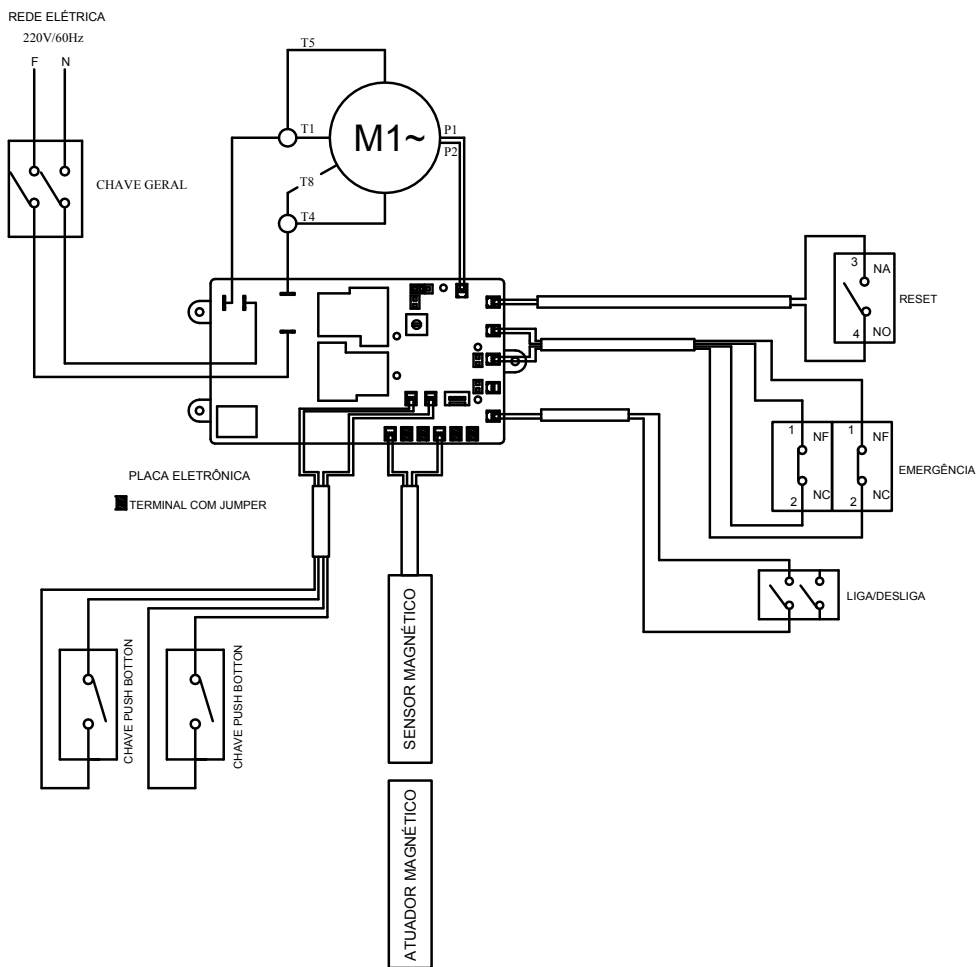 REDE ELÉTRICA
220V/60Hz
F N
CHAVE GERAL
T5
T1
M1~
P1
P2
T8
T4
3
NA
RESET
4
NO
1 NF
1 NF
EMERGÊNCIA
2 NC
2 NC
LIGA/DESLIGA
PLACA ELETRÔNICA
TERMINAL COM JUMPER
CHAVE PUSH BOTTON
CHAVE PUSH BOTTON
SENSOR MAGNÉTICO
ATUADOR MAGNÉTICO